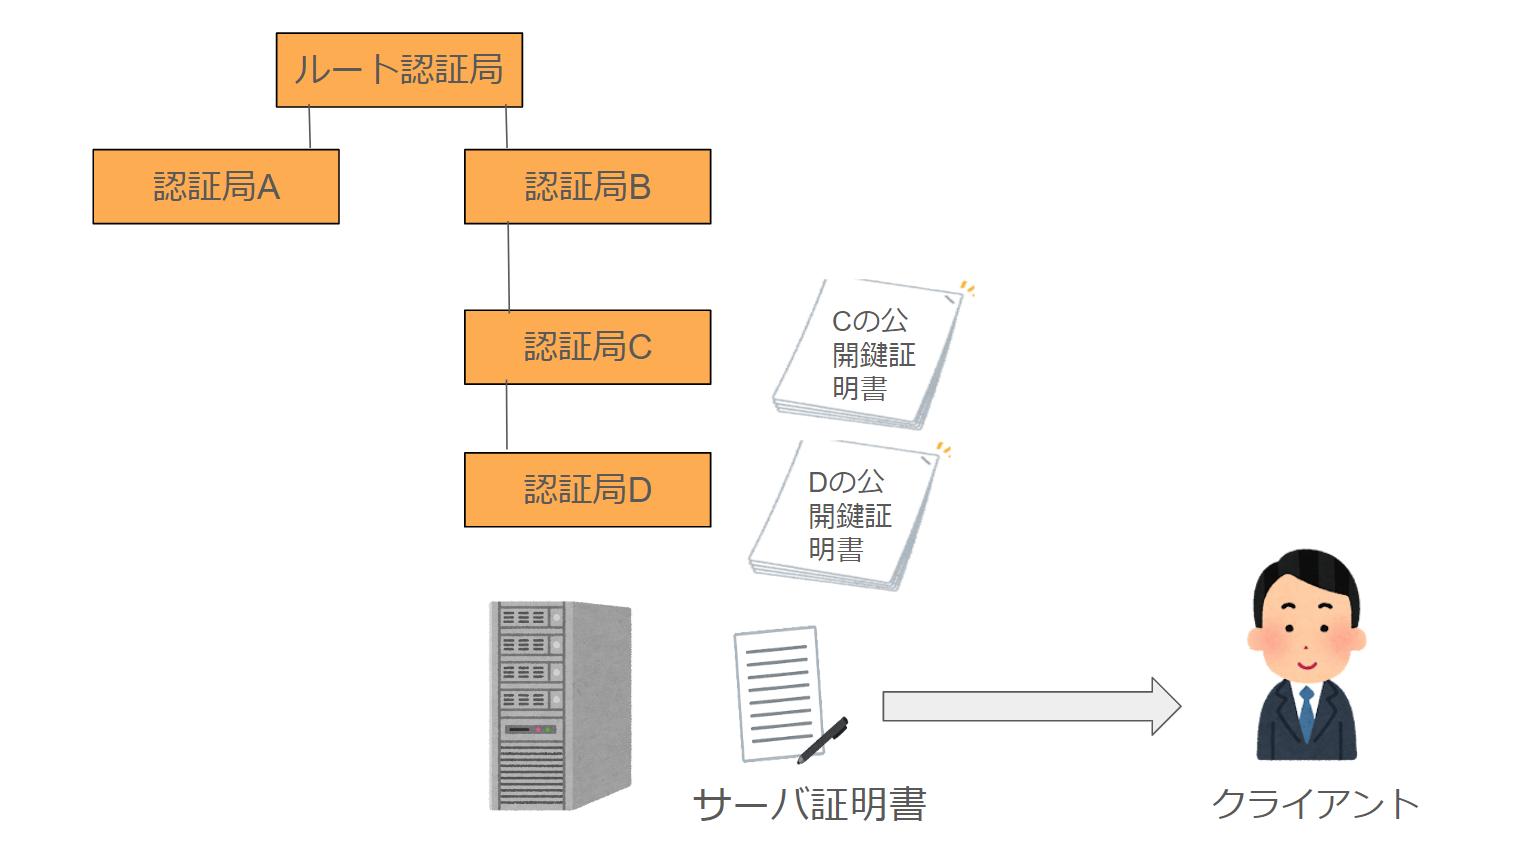 ルート認証局
認証局A
認証局B
認証局C
Cの公
開鍵証
明書
認証局D
Dの公
開鍵証
明書
サーバ証明書
クライアント